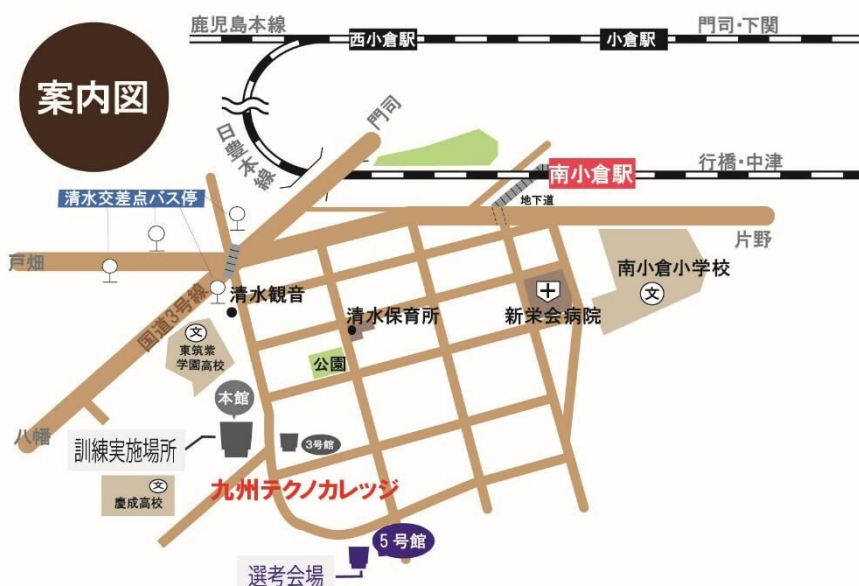 鹿児島本線
西小倉駅
小倉駅
門司・下関
案内図
門司
日豊本線
南小倉駅
行橋・中津
地下道
清水交差点バス停
片野
戸畑
南小倉小学校
文
清水観音
国道3号線
清水保育所
新栄会病院
文
東筑紫
学園高校
公園
本館
八幡
訓練実施場所
3号館
九州テクノカレッジ
文
慶成高校
5号館
選考会場